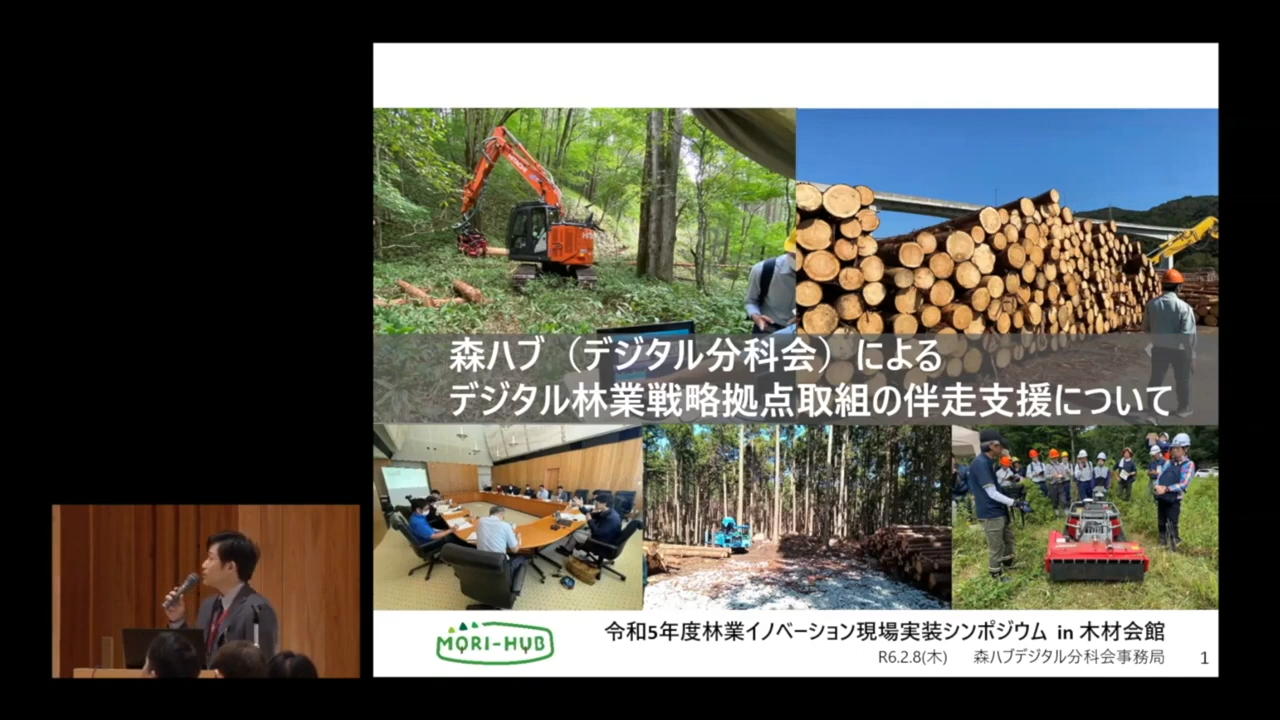 森ハブ（デジタル分科会）による
デジタル林業戦略拠点取組の伴走支援について
MORI-HUB
令和5年度林業イノベーション現場実装シンポジウム in 木材会館
R6.2.8(木) 森ハブデジタル分科会事務局 1